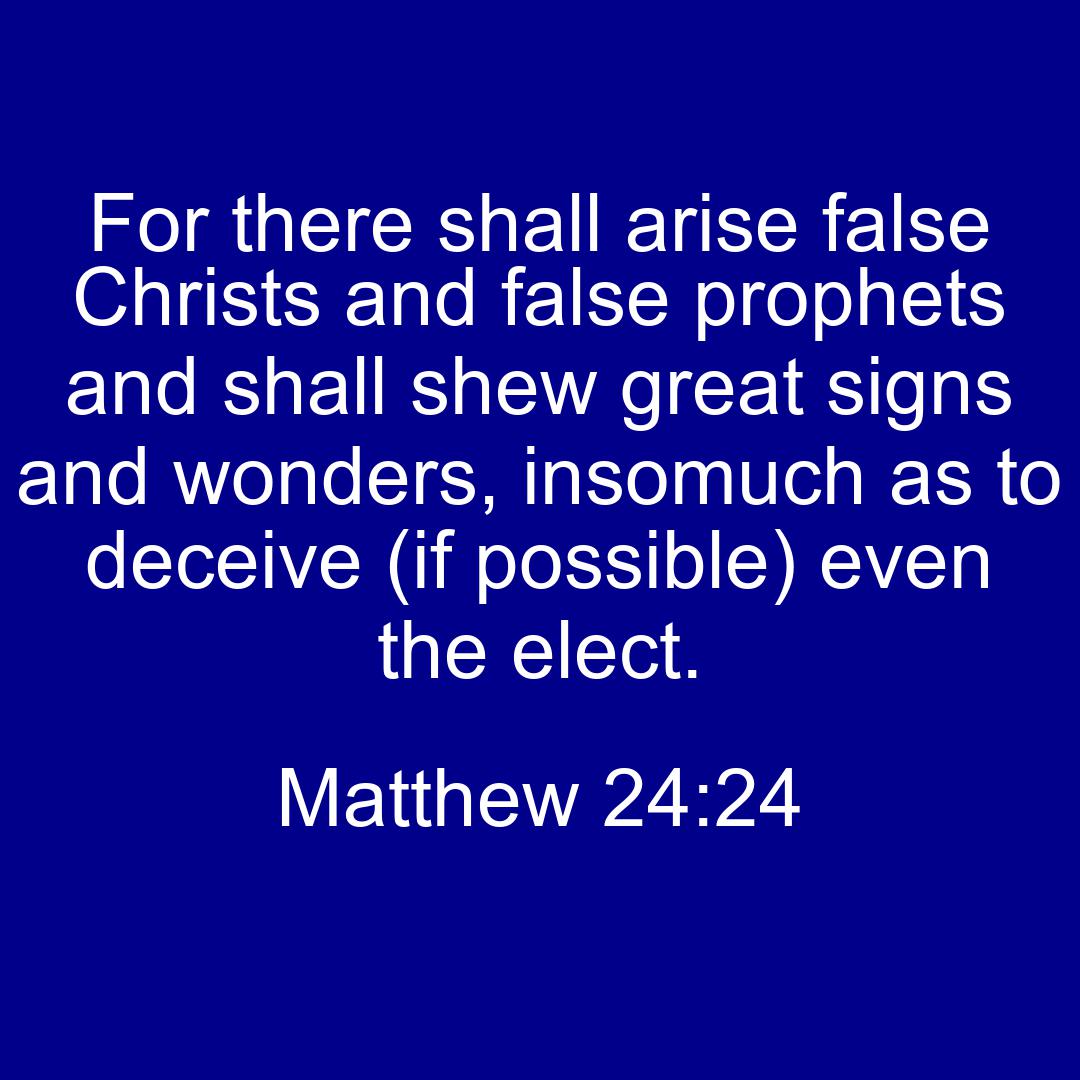 For there shall arise false
Christs and false prophets
and shall shew great signs
and wonders, insomuch as to
deceive (if possible) even
the elect.
Matthew 24:24